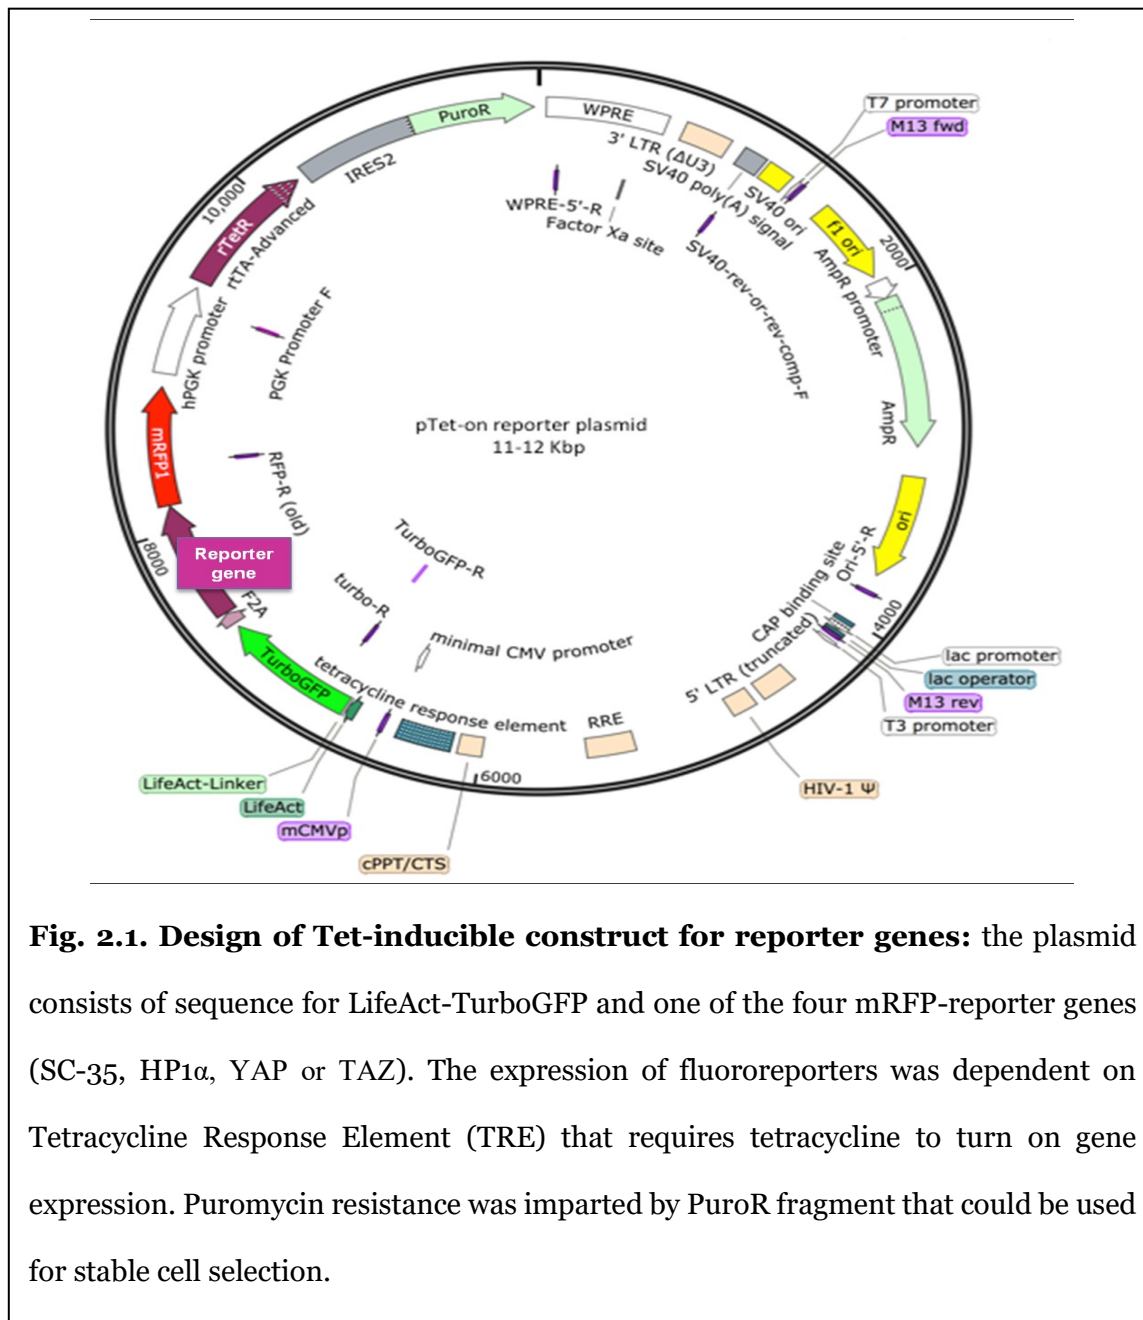 PuroR
WPRE
T7 promoter
M13 fwd
IRES2
3' LTR (ΔU3)
SV40 poly(A) signal
SV40 ori
10,000
rTetR
rtTA-Advanced
WPRE-5'-R
Factor Xa site
f1 ori
2000
AmpR promoter
SV40-rev-or-rev-comp-F
hPGK promoter
PGK Promoter F
AmpR
pTet-on reporter plasmid
11-12 Kbp
mRFP1
RFP-R (old)
ori
8000
Reporter
gene
F2A
TurboGFP-R
turbo-R
CAP binding site
Ori-5'-R
4000
TurboGFP
tetracycline response element
minimal CMV promoter
5' LTR (truncated)
lac promoter
lac operator
M13 rev
T3 promoter
RRE
6000
LifeAct-Linker
LifeAct
mCMVp
cPPT/CTS
HIV-1 Ψ
Fig. 2.1. Design of Tet-inducible construct for reporter genes: the plasmid
consists of sequence for LifeAct-TurboGFP and one of the four mRFP-reporter genes
(SC-35, HP1α, YAP or TAZ). The expression of fluororeporters was dependent on
Tetracycline Response Element (TRE) that requires tetracycline to turn on gene
expression. Puromycin resistance was imparted by PuroR fragment that could be used
for stable cell selection.